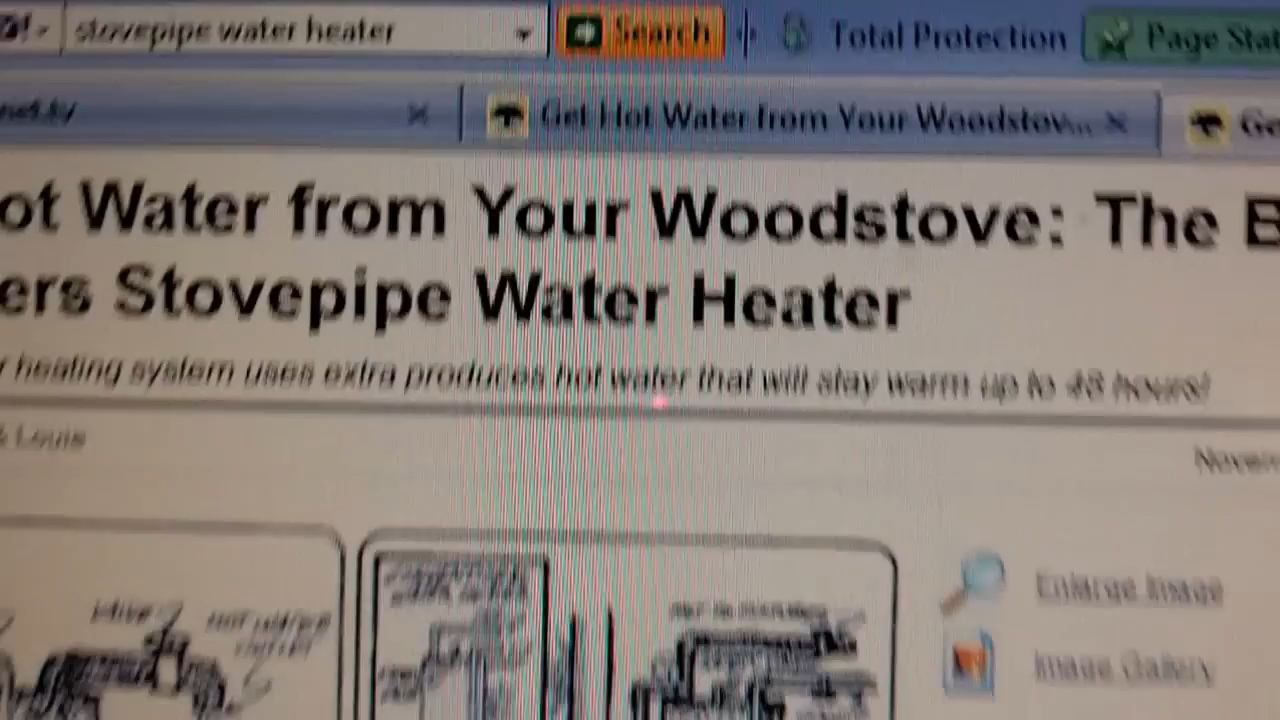 stovepipe water heater Search Total Protection Page Stat
Get Hot Water from Your Woodstov...
ot Water from Your Woodstove: The B
ers Stovepipe Water Heater
heating system uses extra produces hot water that will stay warm up to 48 hours!
Louis
Novem
Enlarge Image
Image Gallery